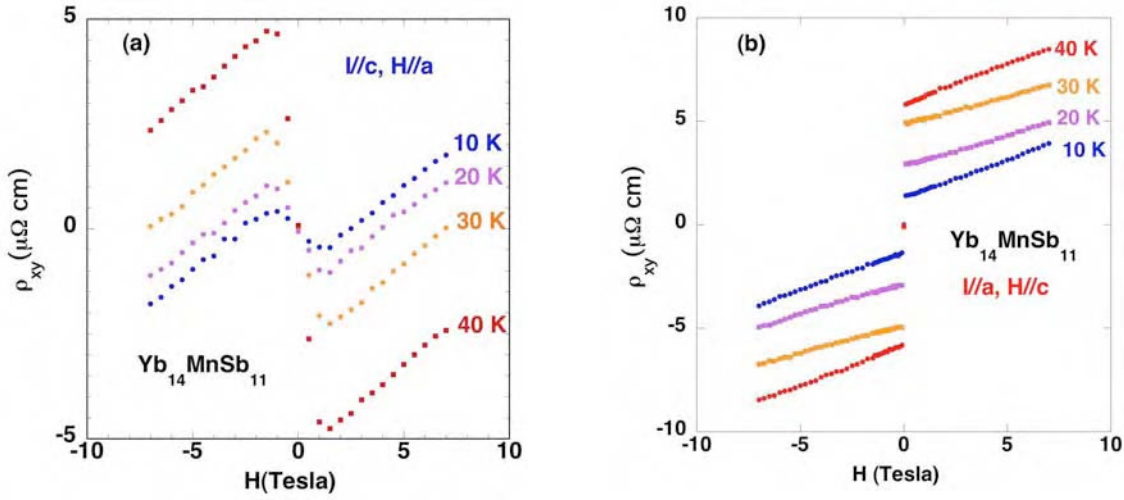 (a)
I//c, H//a
10 K
20 K
30 K
40 K
Yb14MnSb11
5
0
-5
-10
-5
0
5
10
ρxy(μΩ cm)
H(Tesla)
(b)
40 K
30 K
20 K
10 K
Yb14MnSb11
I//a, H//c
10
5
0
-5
-10
-10
-5
0
5
10
ρxy(μΩ cm)
H (Tesla)